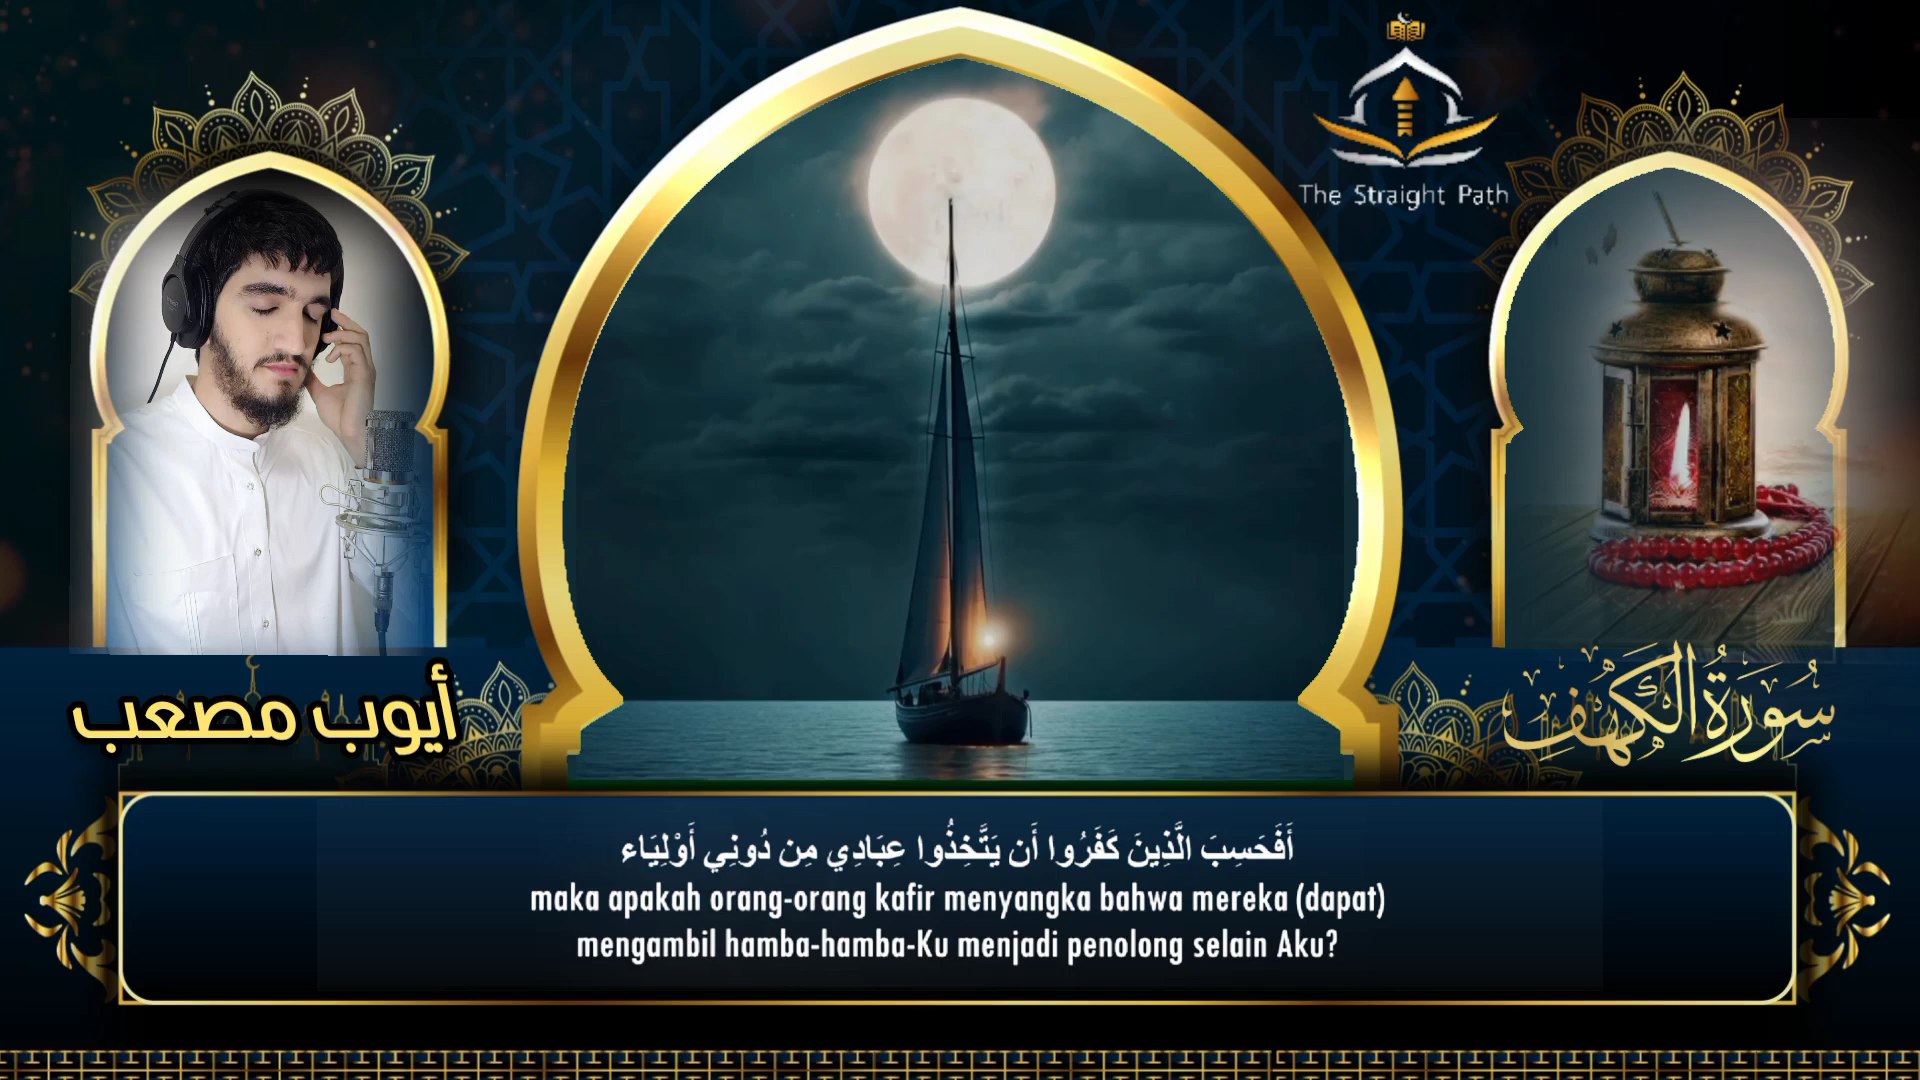 The Straight Path
أيوب مصعب
سُورَةُ الكَهْفِ
أَفَحَسِبَ الَّذِينَ كَفَرُوا أَن يَتَّخِذُوا عِبَادِي مِن دُونِي أَوْلِيَاء
maka apakah orang-orang kafir menyangka bahwa mereka (dapat)
mengambil hamba-hamba-Ku menjadi penolong selain Aku?